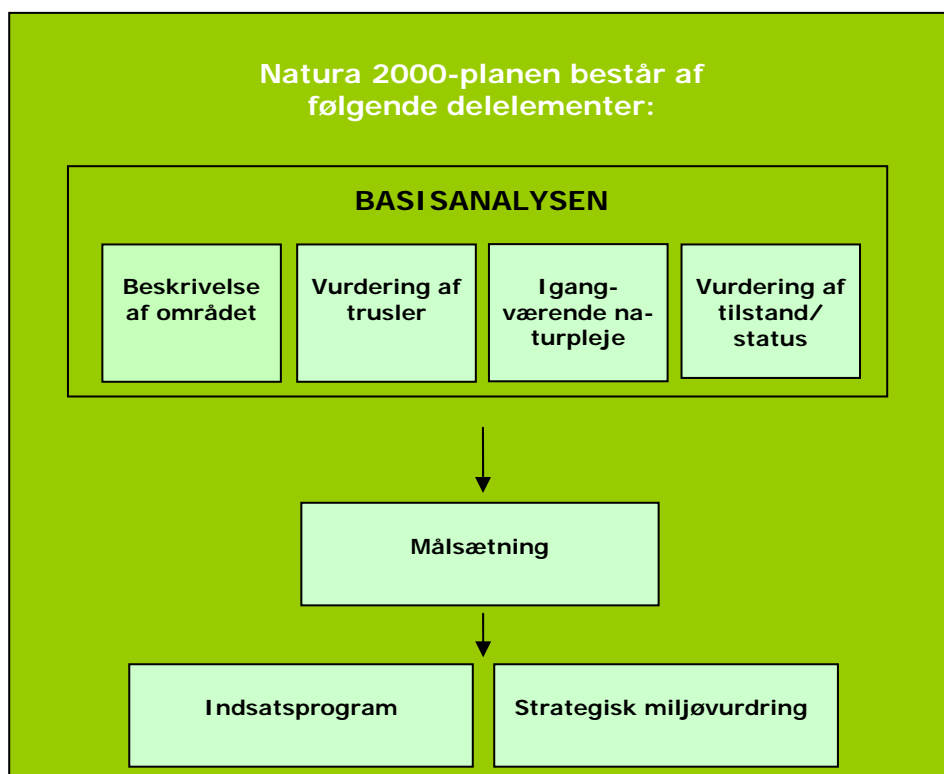 Natura 2000-planen består af
følgende delelementer:
BASISANALYSEN
Beskrivelse
af området
Vurdering af
trusler
Igang-
værende na-
turpleje
Vurdering af
tilstand/
status
Målsætning
Indsatsprogram
Strategisk miljøvurdring